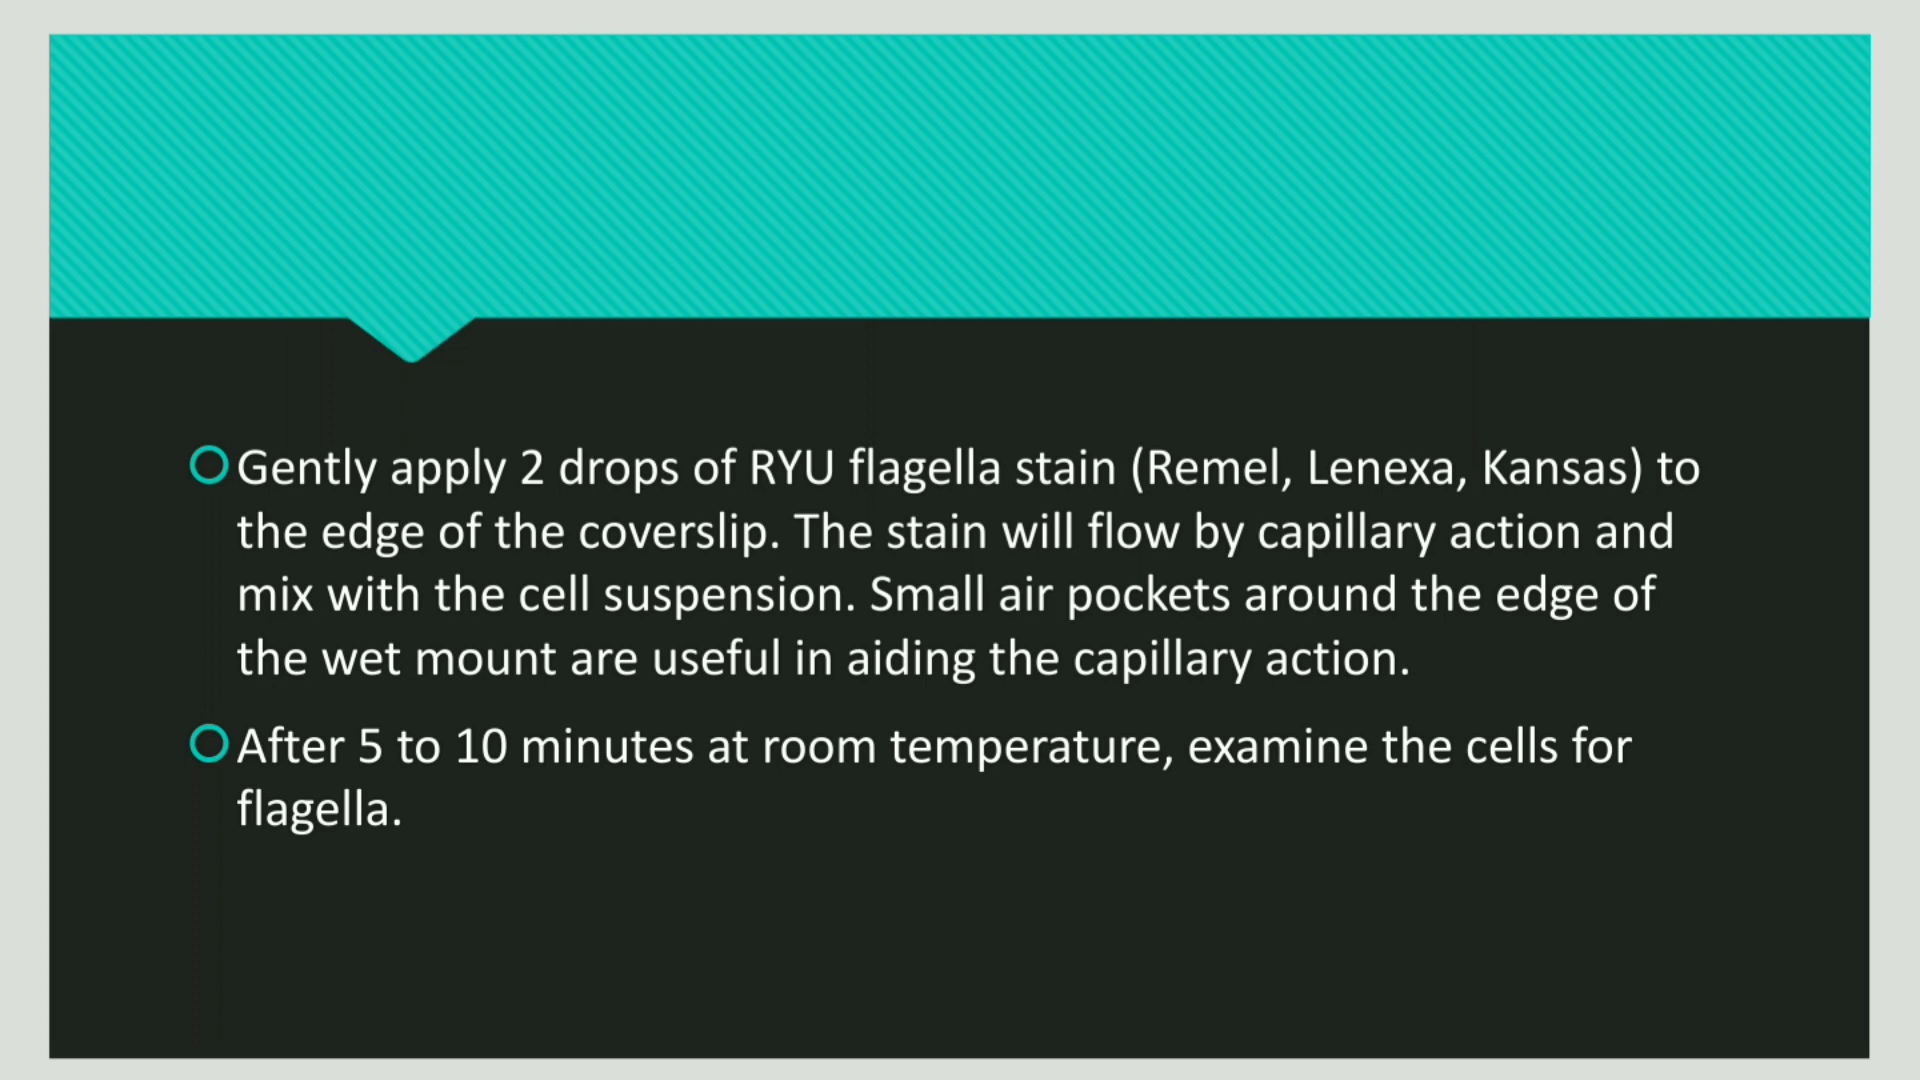 Gently apply 2 drops of RYU flagella stain (Remel, Lenexa, Kansas) to
the edge of the coverslip. The stain will flow by capillary action and
mix with the cell suspension. Small air pockets around the edge of
the wet mount are useful in aiding the capillary action.
After 5 to 10 minutes at room temperature, examine the cells for
flagella.